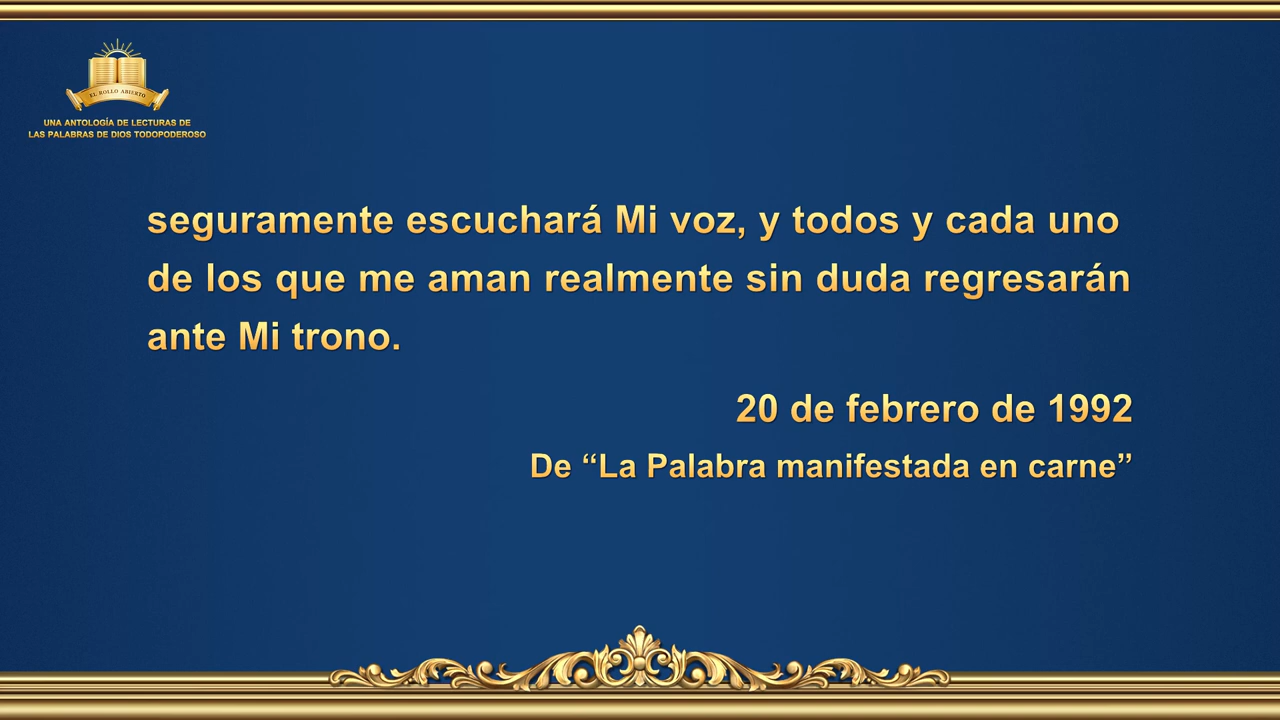 EL ROLLO ABIERTO
UNA ANTOLOGÍA DE LECTURAS DE
LAS PALABRAS DE DIOS TODOPODEROSO
seguramente escuchará Mi voz, y todos y cada uno
de los que me aman realmente sin duda regresarán
ante Mi trono.
20 de febrero de 1992
De “La Palabra manifestada en carne”